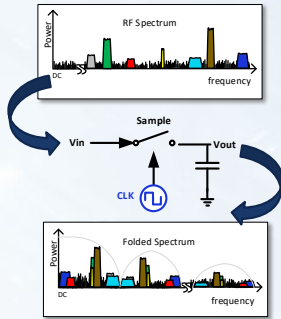 RF Spectrum
Power
DC
frequency
Sample
Vin
Vout
CLK
Folded Spectrum
Power
DC
frequency